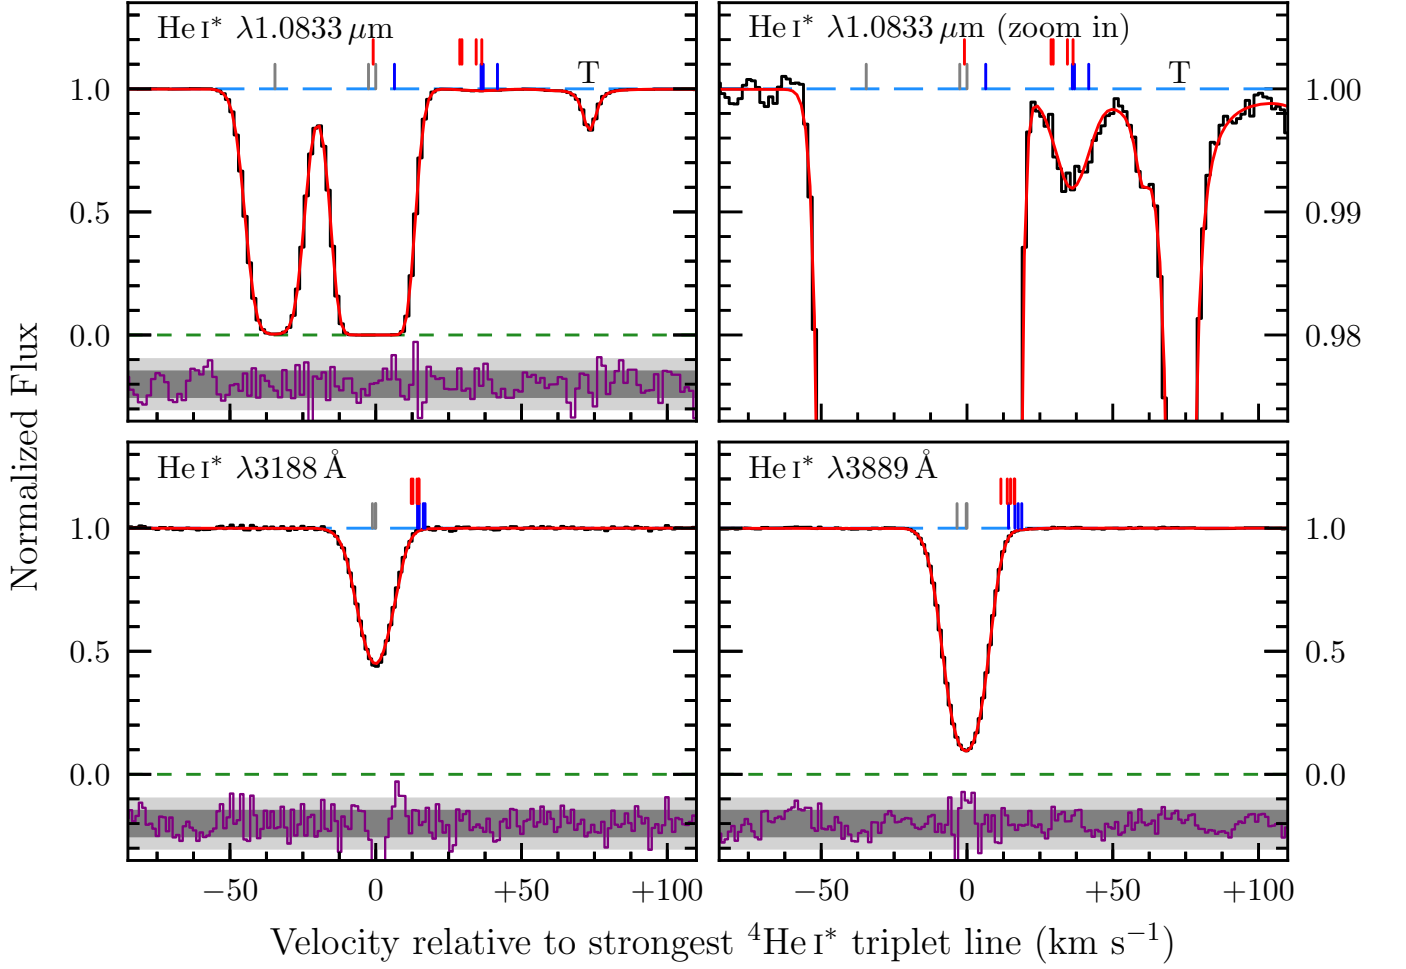 He I* λ1.0833 μm
T
1.0
0.5
0.0
He I* λ1.0833 μm (zoom in)
T
1.00
0.99
0.98
Normalized Flux
He I* λ3188 Å
1.0
0.5
0.0
−50
0
+50
+100
He I* λ3889 Å
1.0
0.5
0.0
−50
0
+50
+100
Velocity relative to strongest ⁴He I* triplet line (km s⁻¹)